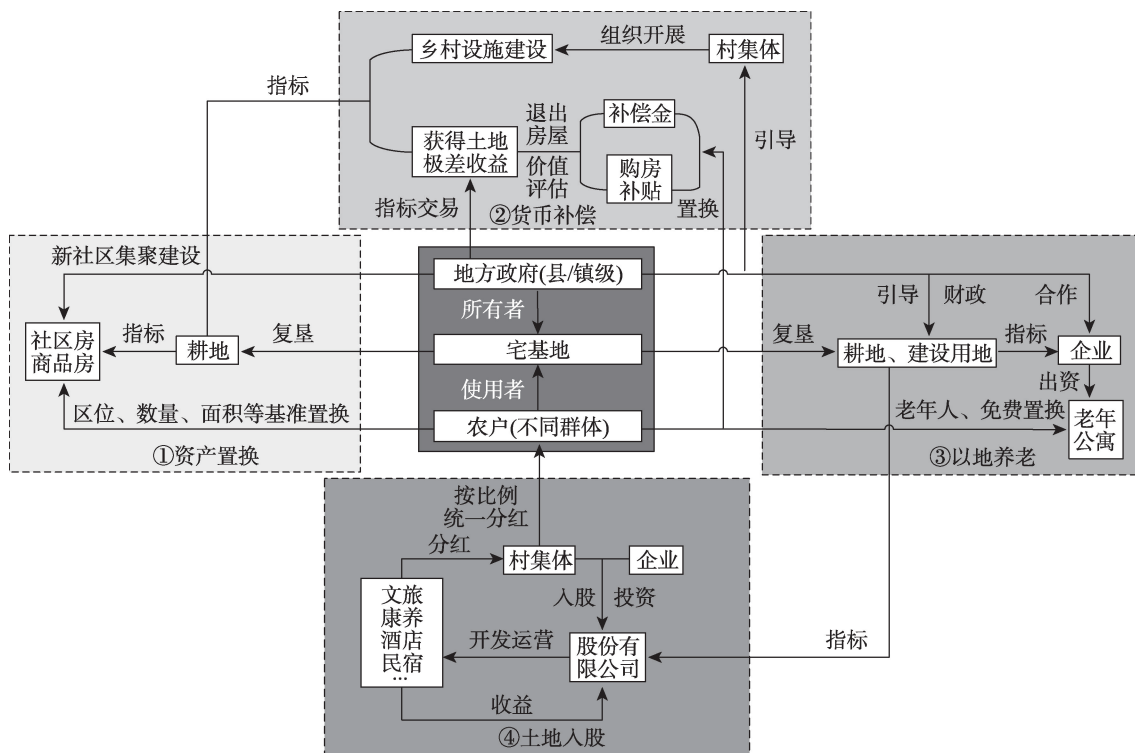 组织开展
乡村设施建设
村集体
指标
退出
房屋
补偿金
获得土地
极差收益
引导
价值
评估
购房
补贴
指标交易
②货币补偿
置换
新社区集聚建设
地方政府(县/镇级)
引导
财政
合作
所有者
社区房
商品房
指标
耕地
复垦
宅基地
复垦
耕地、建设用地
指标
企业
使用者
出资
区位、数量、面积等基准置换
农户(不同群体)
老年人、免费置换
老年
公寓
①资产置换
③以地养老
按比例
统一分红
分红
村集体
企业
文旅
康养
酒店
民宿
...
入股
投资
开发运营
股份有
限公司
指标
收益
④土地入股